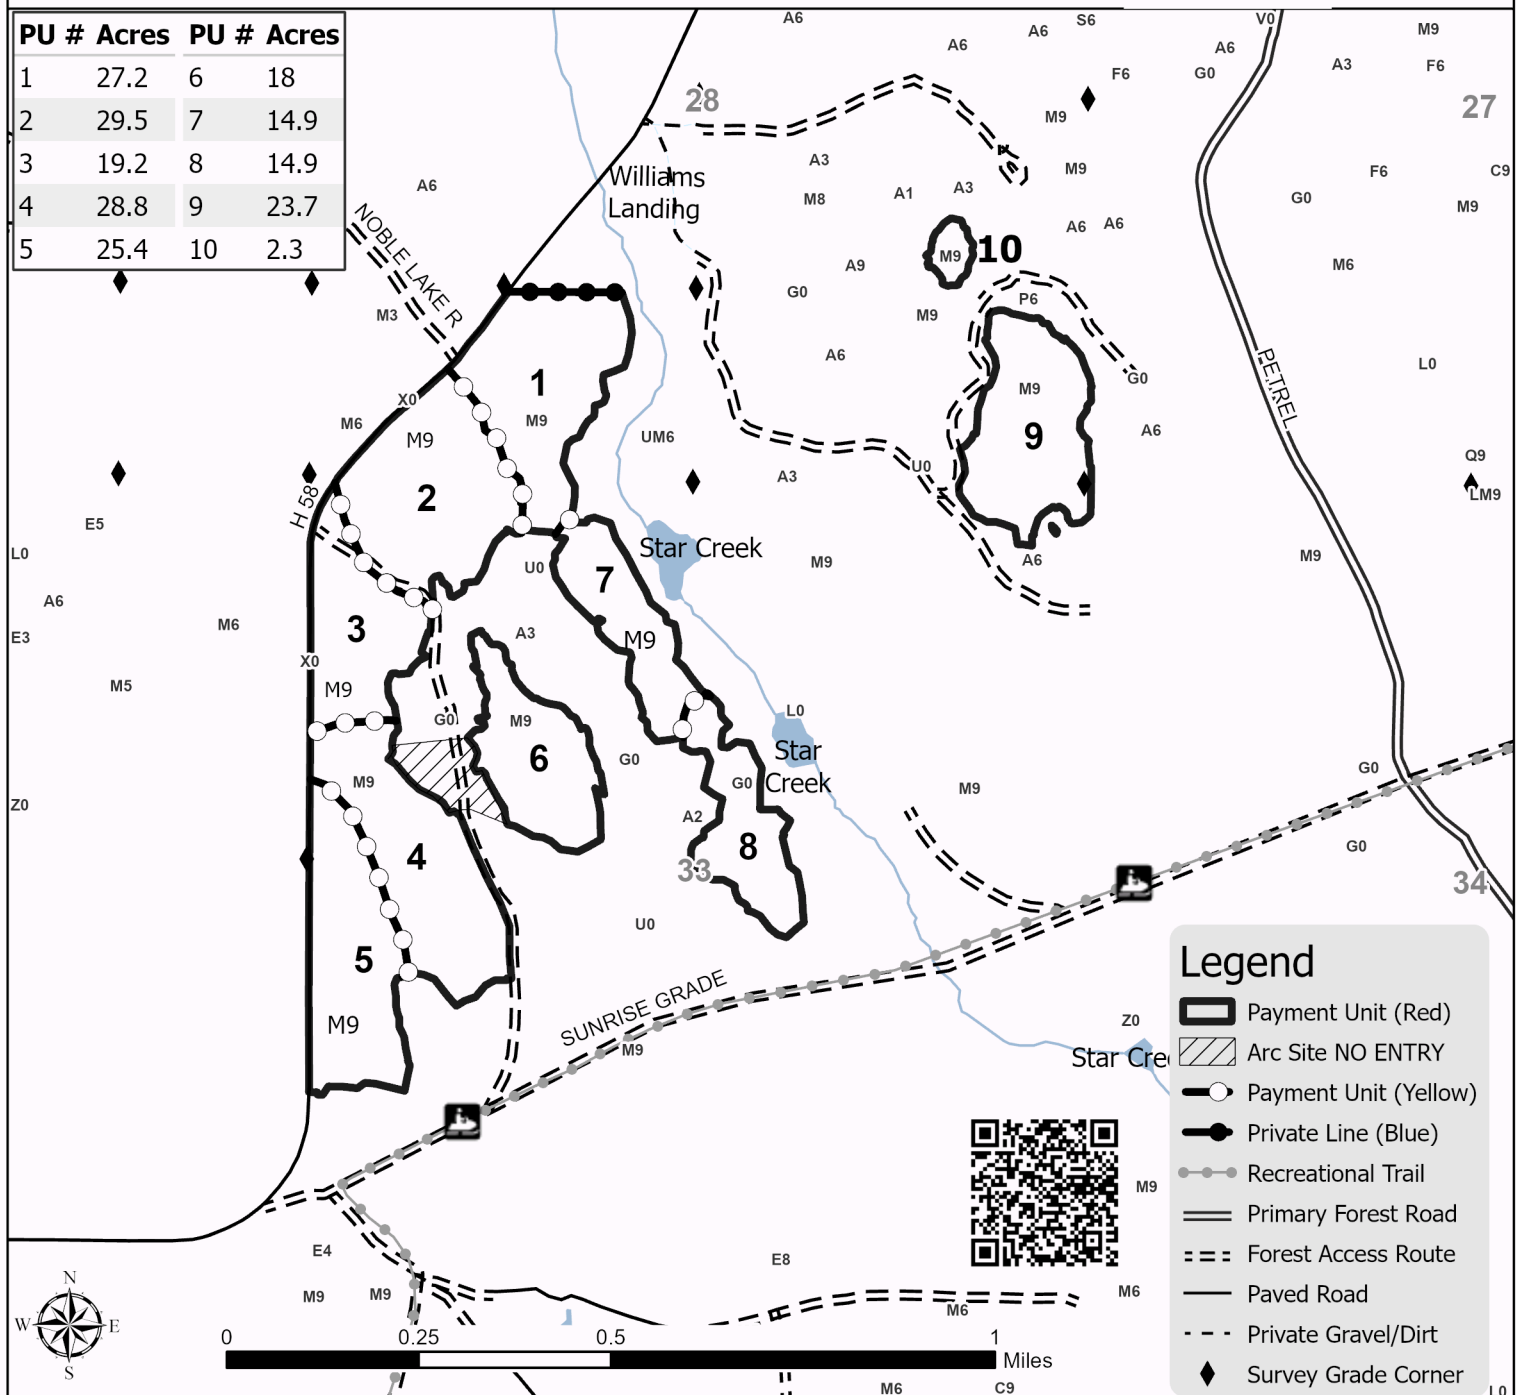 PU # Acres PU # Acres
1 27.2 6 18
2 29.5 7 14.9
3 19.2 8 14.9
4 28.8 9 23.7
5 25.4 10 2.3
A6
S6
V0
A6
A6
A6
M9
F6
G0
A3
F6
28
27
M9
A3
M9
F6
C9
Williams
Landing
A6
M8
A1
A3
G0
M9
NOBLE LAKE R
A6
A6
M9
10
A9
M6
G0
P6
M3
M9
A6
L0
1
G0
PETREL
M9
X0
M6
M9
M9
UM6
9
A6
A3
U0
Q9
LM9
2
H 58
E5
L0
Star Creek
M9
A6
M9
U0
7
A6
E3
M6
3
A3
M9
X0
M5
M9
L0
G0
M9
6
G0
Star
Creek
G0
M9
G0
M9
Z0
A2
4
8
G0
33
34
U0
5
M9
SUNRISE GRADE
M9
Z0
Star Cree
M9
E4
E8
M9
M9
M6
M6
Legend
Payment Unit (Red)
Arc Site NO ENTRY
Payment Unit (Yellow)
Private Line (Blue)
Recreational Trail
Primary Forest Road
Forest Access Route
Paved Road
Private Gravel/Dirt
Survey Grade Corner
N
W E
S
0 0.25 0.5 1
Miles
M6
C9
L0